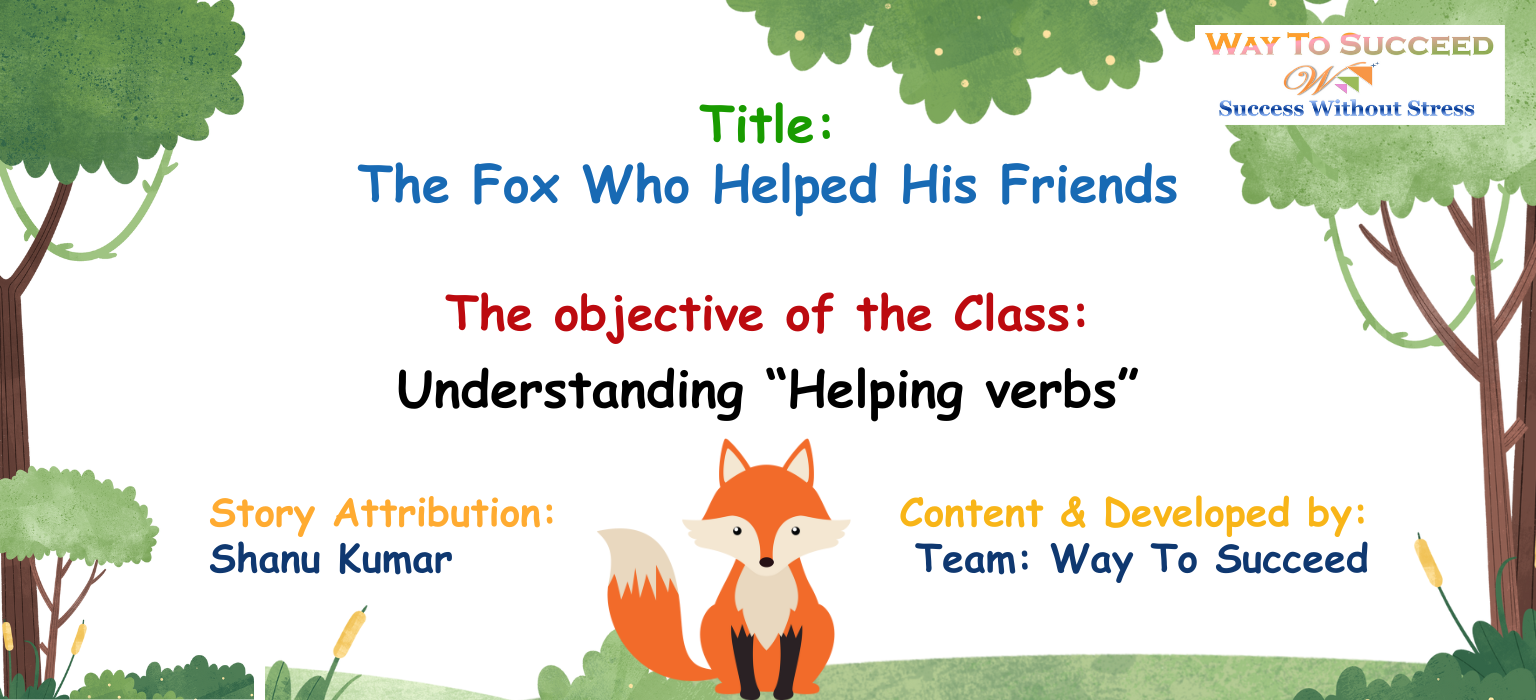 WAY TO SUCCEED
W
Success Without Stress
Title:
The Fox Who Helped His Friends
The objective of the Class:
Understanding “Helping verbs”
Story Attribution:
Shanu Kumar
Content & Developed by:
Team: Way To Succeed